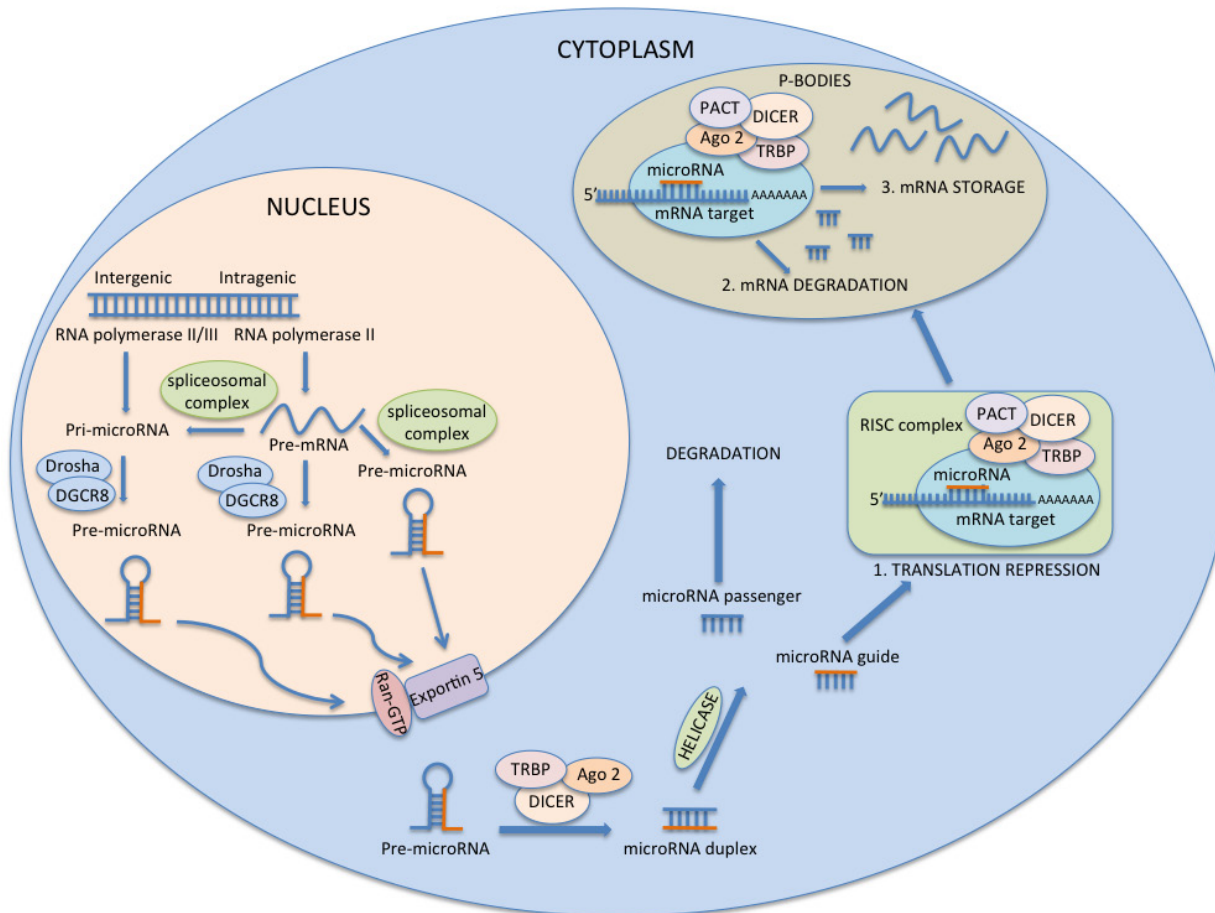 CYTOPLASM
P-BODIES
PACT
DICER
Ago 2
TRBP
microRNA
5’
AAAAAAA
mRNA target
3. mRNA STORAGE
2. mRNA DEGRADATION
NUCLEUS
Intergenic
Intragenic
RNA polymerase II/III
RNA polymerase II
spliceosomal
complex
spliceosomal
complex
Pri-microRNA
Pre-mRNA
Pre-microRNA
Drosha
DGCR8
Drosha
DGCR8
Pre-microRNA
Pre-microRNA
Ran-GTP
Exportin 5
RISC complex
PACT
DICER
Ago 2
TRBP
microRNA
5’
AAAAAAA
mRNA target
1. TRANSLATION REPRESSION
DEGRADATION
microRNA passenger
microRNA guide
HELICASE
TRBP
Ago 2
DICER
Pre-microRNA
microRNA duplex